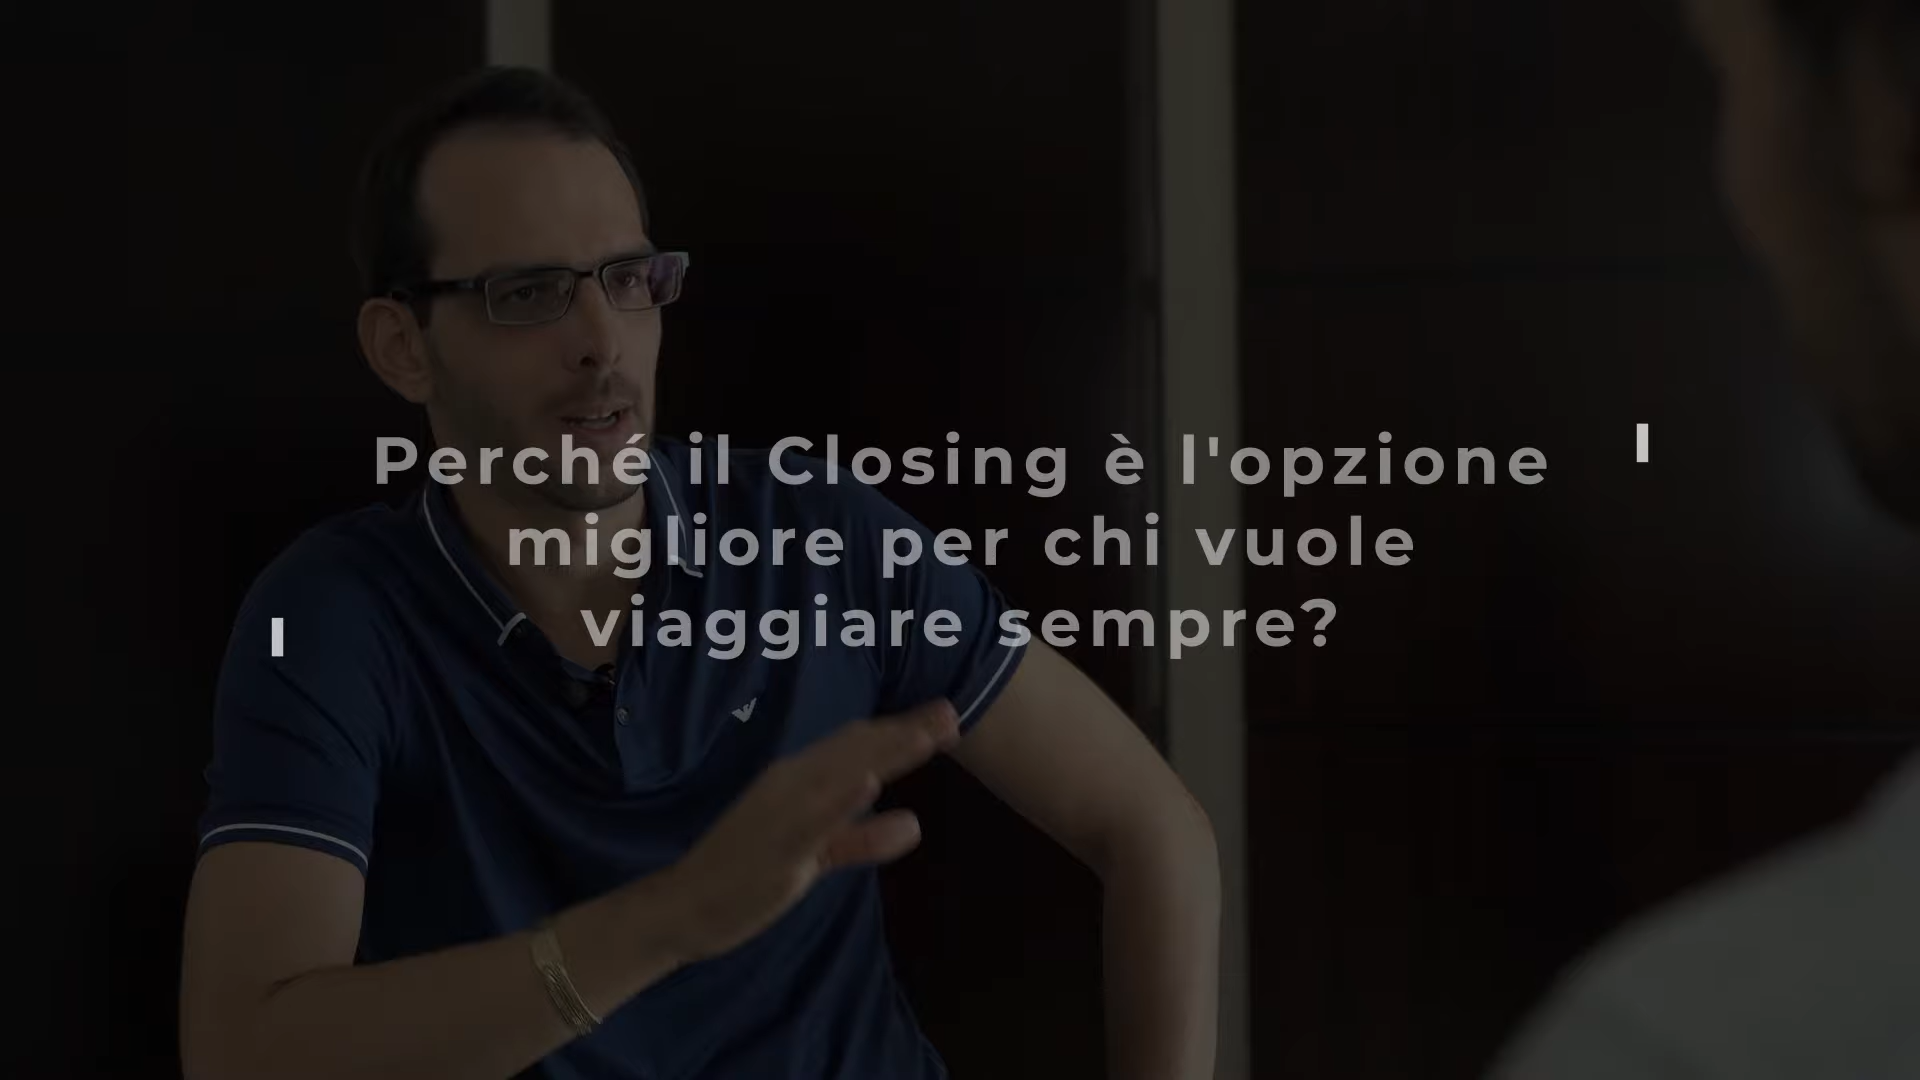 Perché il Closing è l'opzione
migliore per chi vuole
viaggiare sempre?